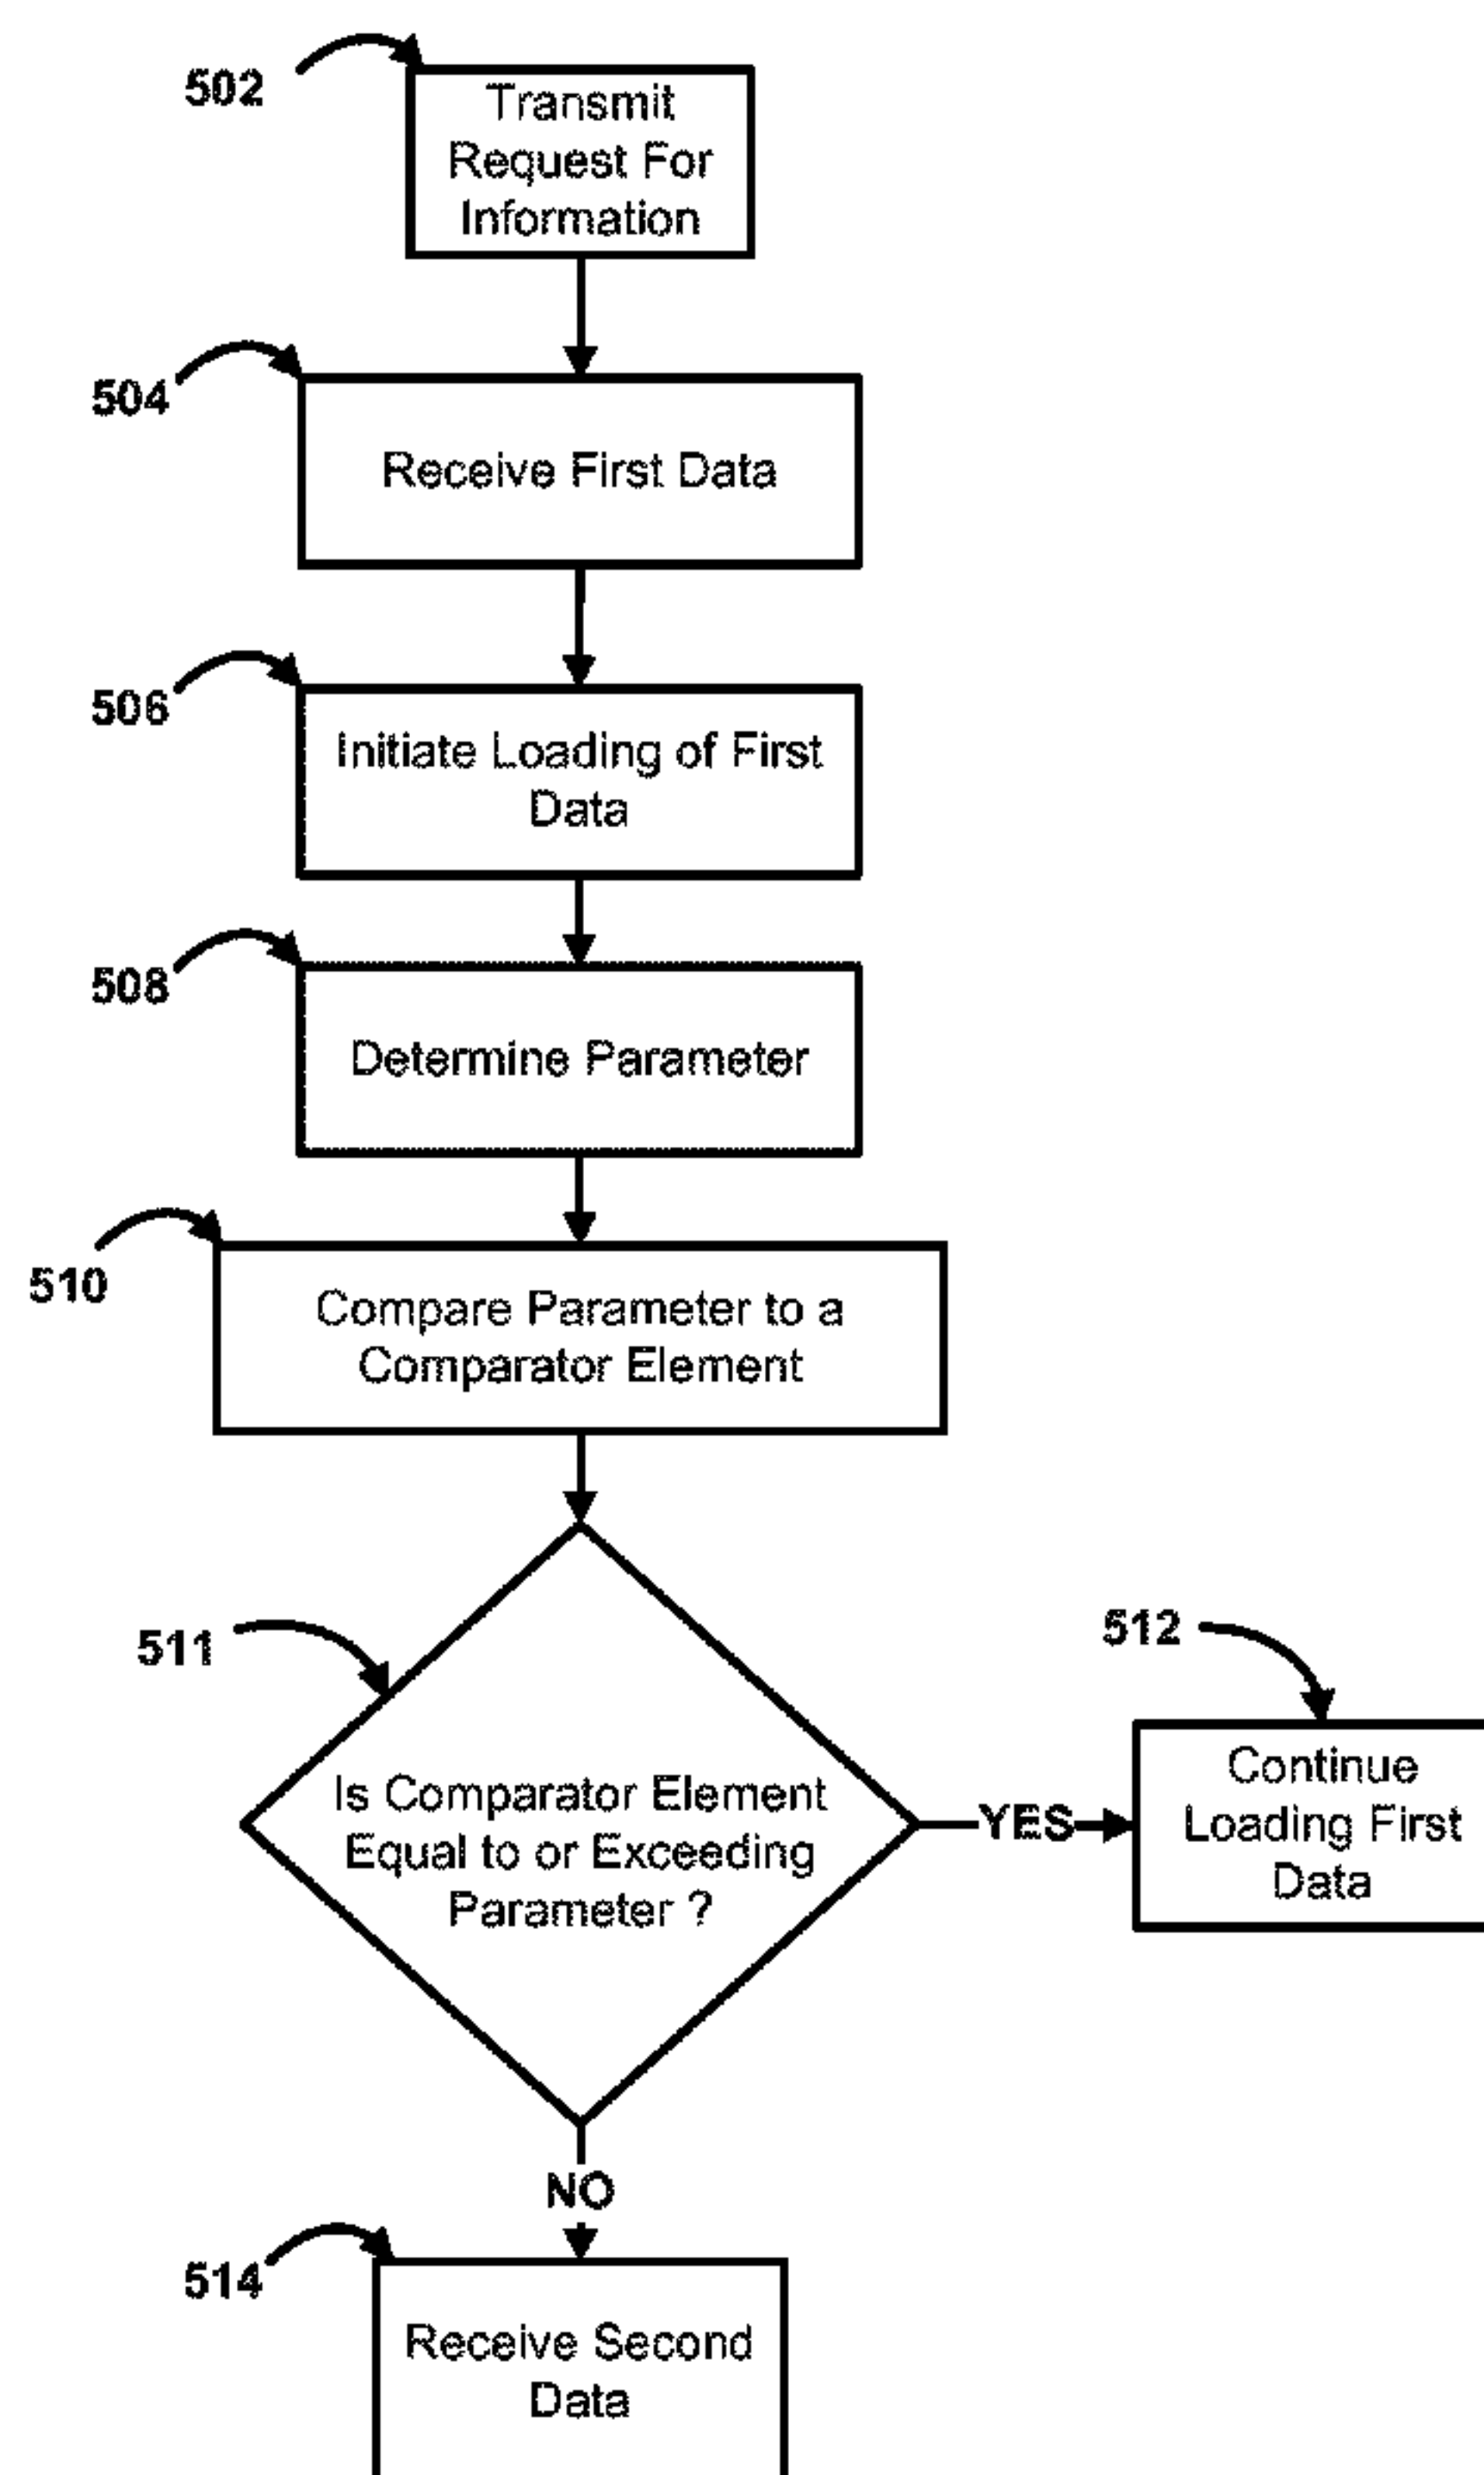 502
Transmit
Request For
Information
504
Receive First Data
506
Initiate Loading of First
Data
508
Determine Parameter
510
Compare Parameter to a
Comparator Element
511
Is Comparator Element
Equal to or Exceeding
Parameter ?
YES
512
Continue
Loading First
Data
NO
514
Receive Second
Data